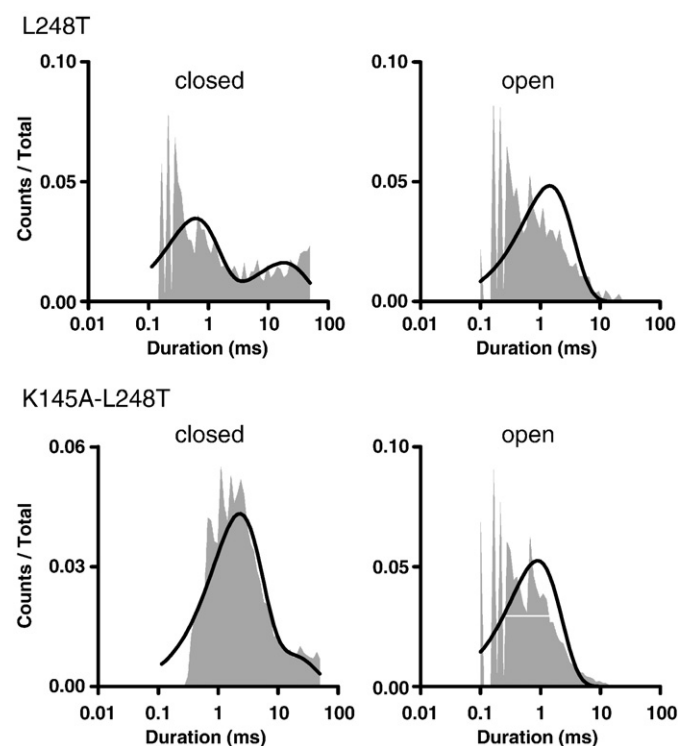 L248T
closed
open
0.10
0.05
0.00
Counts / Total
0.01 0.1 1 10 100
Duration (ms)
0.10
0.05
0.00
0.01 0.1 1 10 100
Duration (ms)
K145A-L248T
closed
open
0.06
0.03
0.00
Counts / Total
0.01 0.1 1 10 100
Duration (ms)
0.10
0.05
0.00
0.01 0.1 1 10 100
Duration (ms)